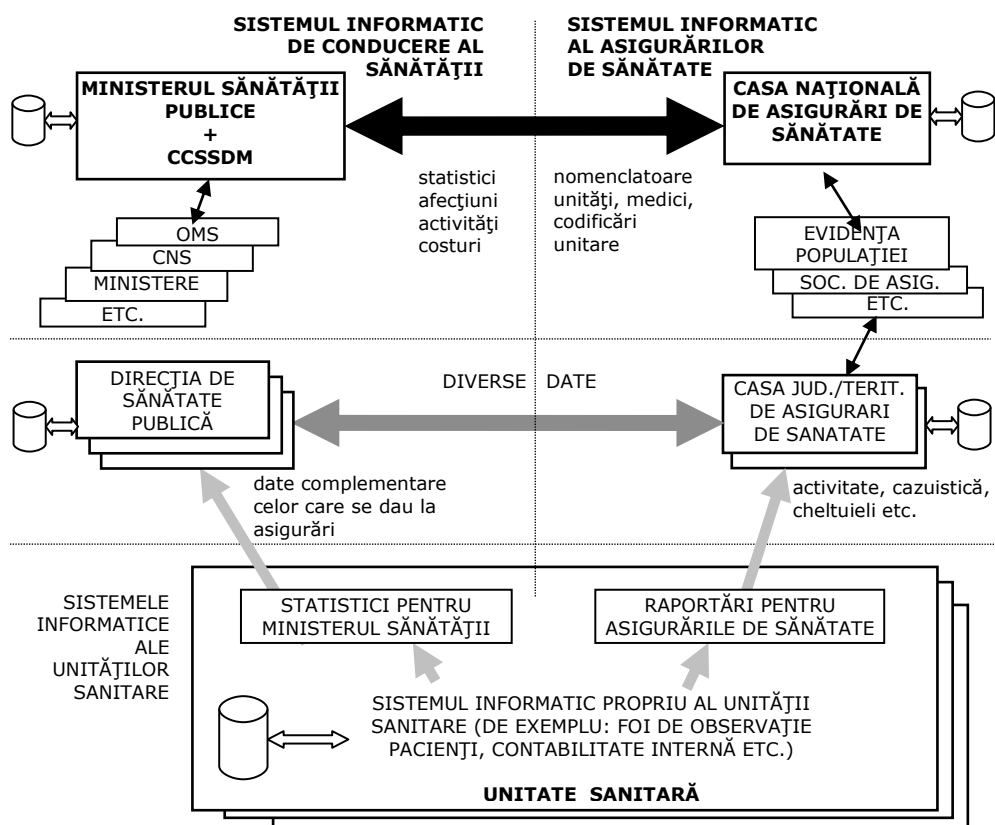 SISTEMUL INFORMATIC
DE CONDUCERE AL
SĂNĂTĂŢII
SISTEMUL INFORMATIC
AL ASIGURĂRILOR
DE SĂNĂTATE
MINISTERUL SĂNĂTĂŢII
PUBLICE
+
CCSSDM
CASA NAŢIONALĂ
DE ASIGURĂRI DE
SĂNĂTATE
statistici
afecţiuni
activităţi
costuri
nomenclatoare
unităţi, medici,
codificări
unitare
OMS
CNS
MINISTERE
ETC.
EVIDENŢA
POPULAŢIEI
SOC. DE ASIG.
ETC.
DIRECŢIA DE
SĂNĂTATE
PUBLICĂ
DIVERSE DATE
CASA JUD./TERIT.
DE ASIGURARI
DE SANATATE
date complementare
celor care se dau la
asigurări
activitate, cazuistică,
cheltuieli etc.
SISTEMELE
INFORMATICE
ALE
UNITĂŢILOR
SANITARE
STATISTICI PENTRU
MINISTERUL SĂNĂTĂŢII
RAPORTĂRI PENTRU
ASIGURĂRILE DE SĂNĂTATE
SISTEMUL INFORMATIC PROPRIU AL UNITĂŢII
SANITARE (DE EXEMPLU: FOI DE OBSERVAŢIE
PACIENŢI, CONTABILITATE INTERNĂ ETC.)
UNITATE SANITARĂ